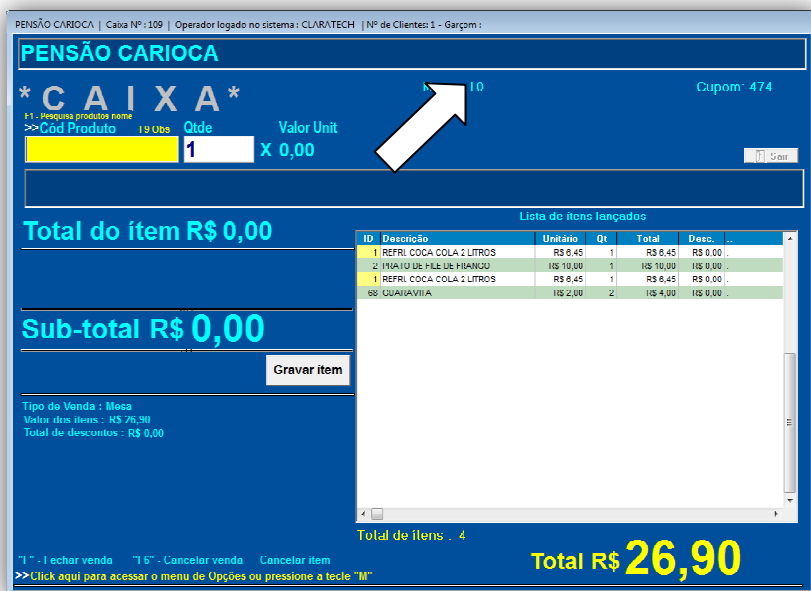 PENSÃO CARIOCA | Caixa Nº : 109 | Operador logado no sistema : CLARATECH | Nº de Clientes: 1 - Garçom :
PENSÃO CARIOCA
*CAIXA*
Cupom: 474
F1 - Pesquisa produtos nome
>>Cód Produto F9 Obs Qtde Valor Unit
1 X 0,00
Sair
Lista de ítens lançados
Total do ítem R$ 0,00
ID Descrição Unitário Qt Total Desc. ..
1 REFRI. COCA COLA 2 LITROS R$ 6,45 1 R$ 6,45 R$ 0,00 .
2 PRATO DE FILE DE FRANGO R$ 10,00 1 R$ 10,00 R$ 0,00 .
1 REFRI. COCA COLA 2 LITROS R$ 6,45 1 R$ 6,45 R$ 0,00 .
68 GUARAVITA R$ 2,00 2 R$ 4,00 R$ 0,00 .
Sub-total R$ 0,00
Gravar ítem
Tipo de Venda : Mesa
Valor dos itens : R$ 26,90
Total de descontos : R$ 0,00
Total de ítens : 4
"F" - Fechar venda "F6" - Cancelar venda Cancelar item
Total R$ 26,90
>>Click aqui para acessar o menu de Opções ou pressione a tecle "M"